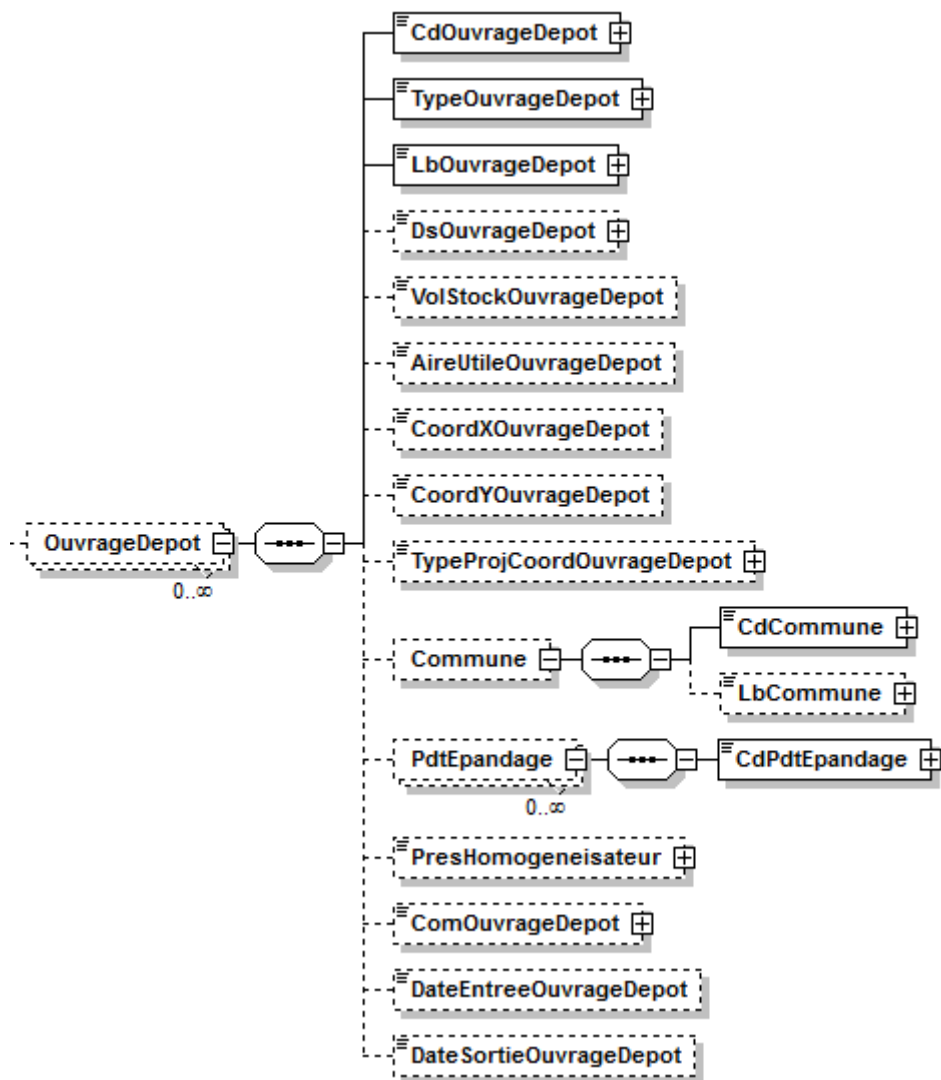 CdOuvrageDepot
TypeOuvrageDepot
LbOuvrageDepot
DsOuvrageDepot
VolStockOuvrageDepot
AireUtileOuvrageDepot
CoordXOuvrageDepot
CoordYOuvrageDepot
OuvrageDepot
0..∞
TypeProjCoordOuvrageDepot
Commune
CdCommune
LbCommune
PdtEpandage
0..∞
CdPdtEpandage
PresHomogeneisateur
ComOuvrageDepot
DateEntreeOuvrageDepot
DateSortieOuvrageDepot